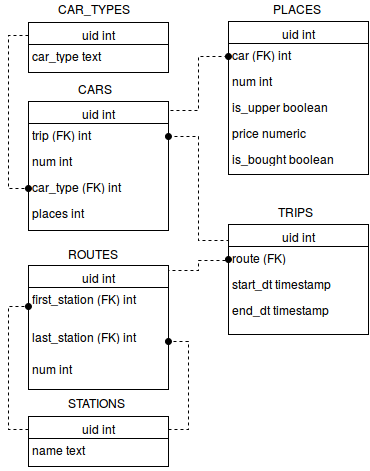 CAR_TYPES
uid int
car_type text
CARS
uid int
trip (FK) int
num int
car_type (FK) int
places int
ROUTES
uid int
first_station (FK) int
last_station (FK) int
num int
STATIONS
uid int
name text
PLACES
uid int
car (FK) int
num int
is_upper boolean
price numeric
is_bought boolean
TRIPS
uid int
route (FK)
start_dt timestamp
end_dt timestamp